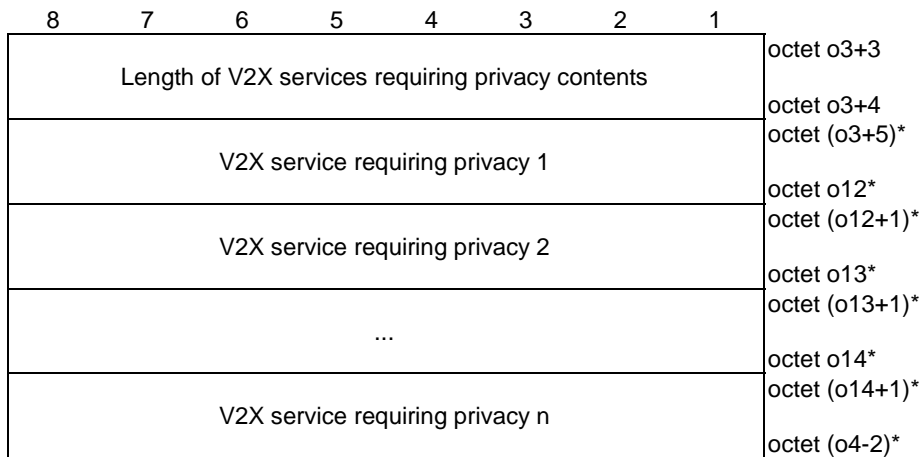 8 7 6 5 4 3 2 1
octet o3+3
Length of V2X services requiring privacy contents
octet o3+4
octet (o3+5)*
V2X service requiring privacy 1
octet o12*
octet (o12+1)*
V2X service requiring privacy 2
octet o13*
octet (o13+1)*
...
octet o14*
octet (o14+1)*
V2X service requiring privacy n
octet (o4-2)*